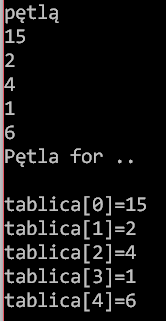 pętlą
15
2
4
1
6
Pętla for ..
tablica[0]=15
tablica[1]=2
tablica[2]=4
tablica[3]=1
tablica[4]=6